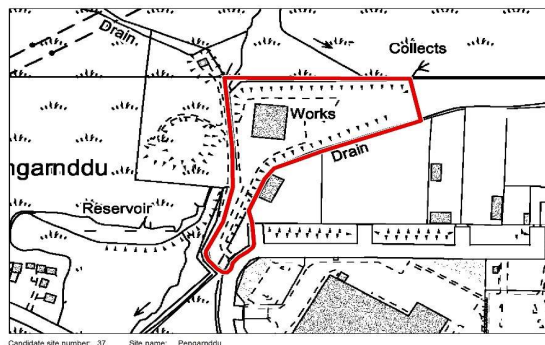 Drain
Collects
Works
Drain
ngarnddu
Reservoir
Candidate site number: 37 Site name: Pengarnddu